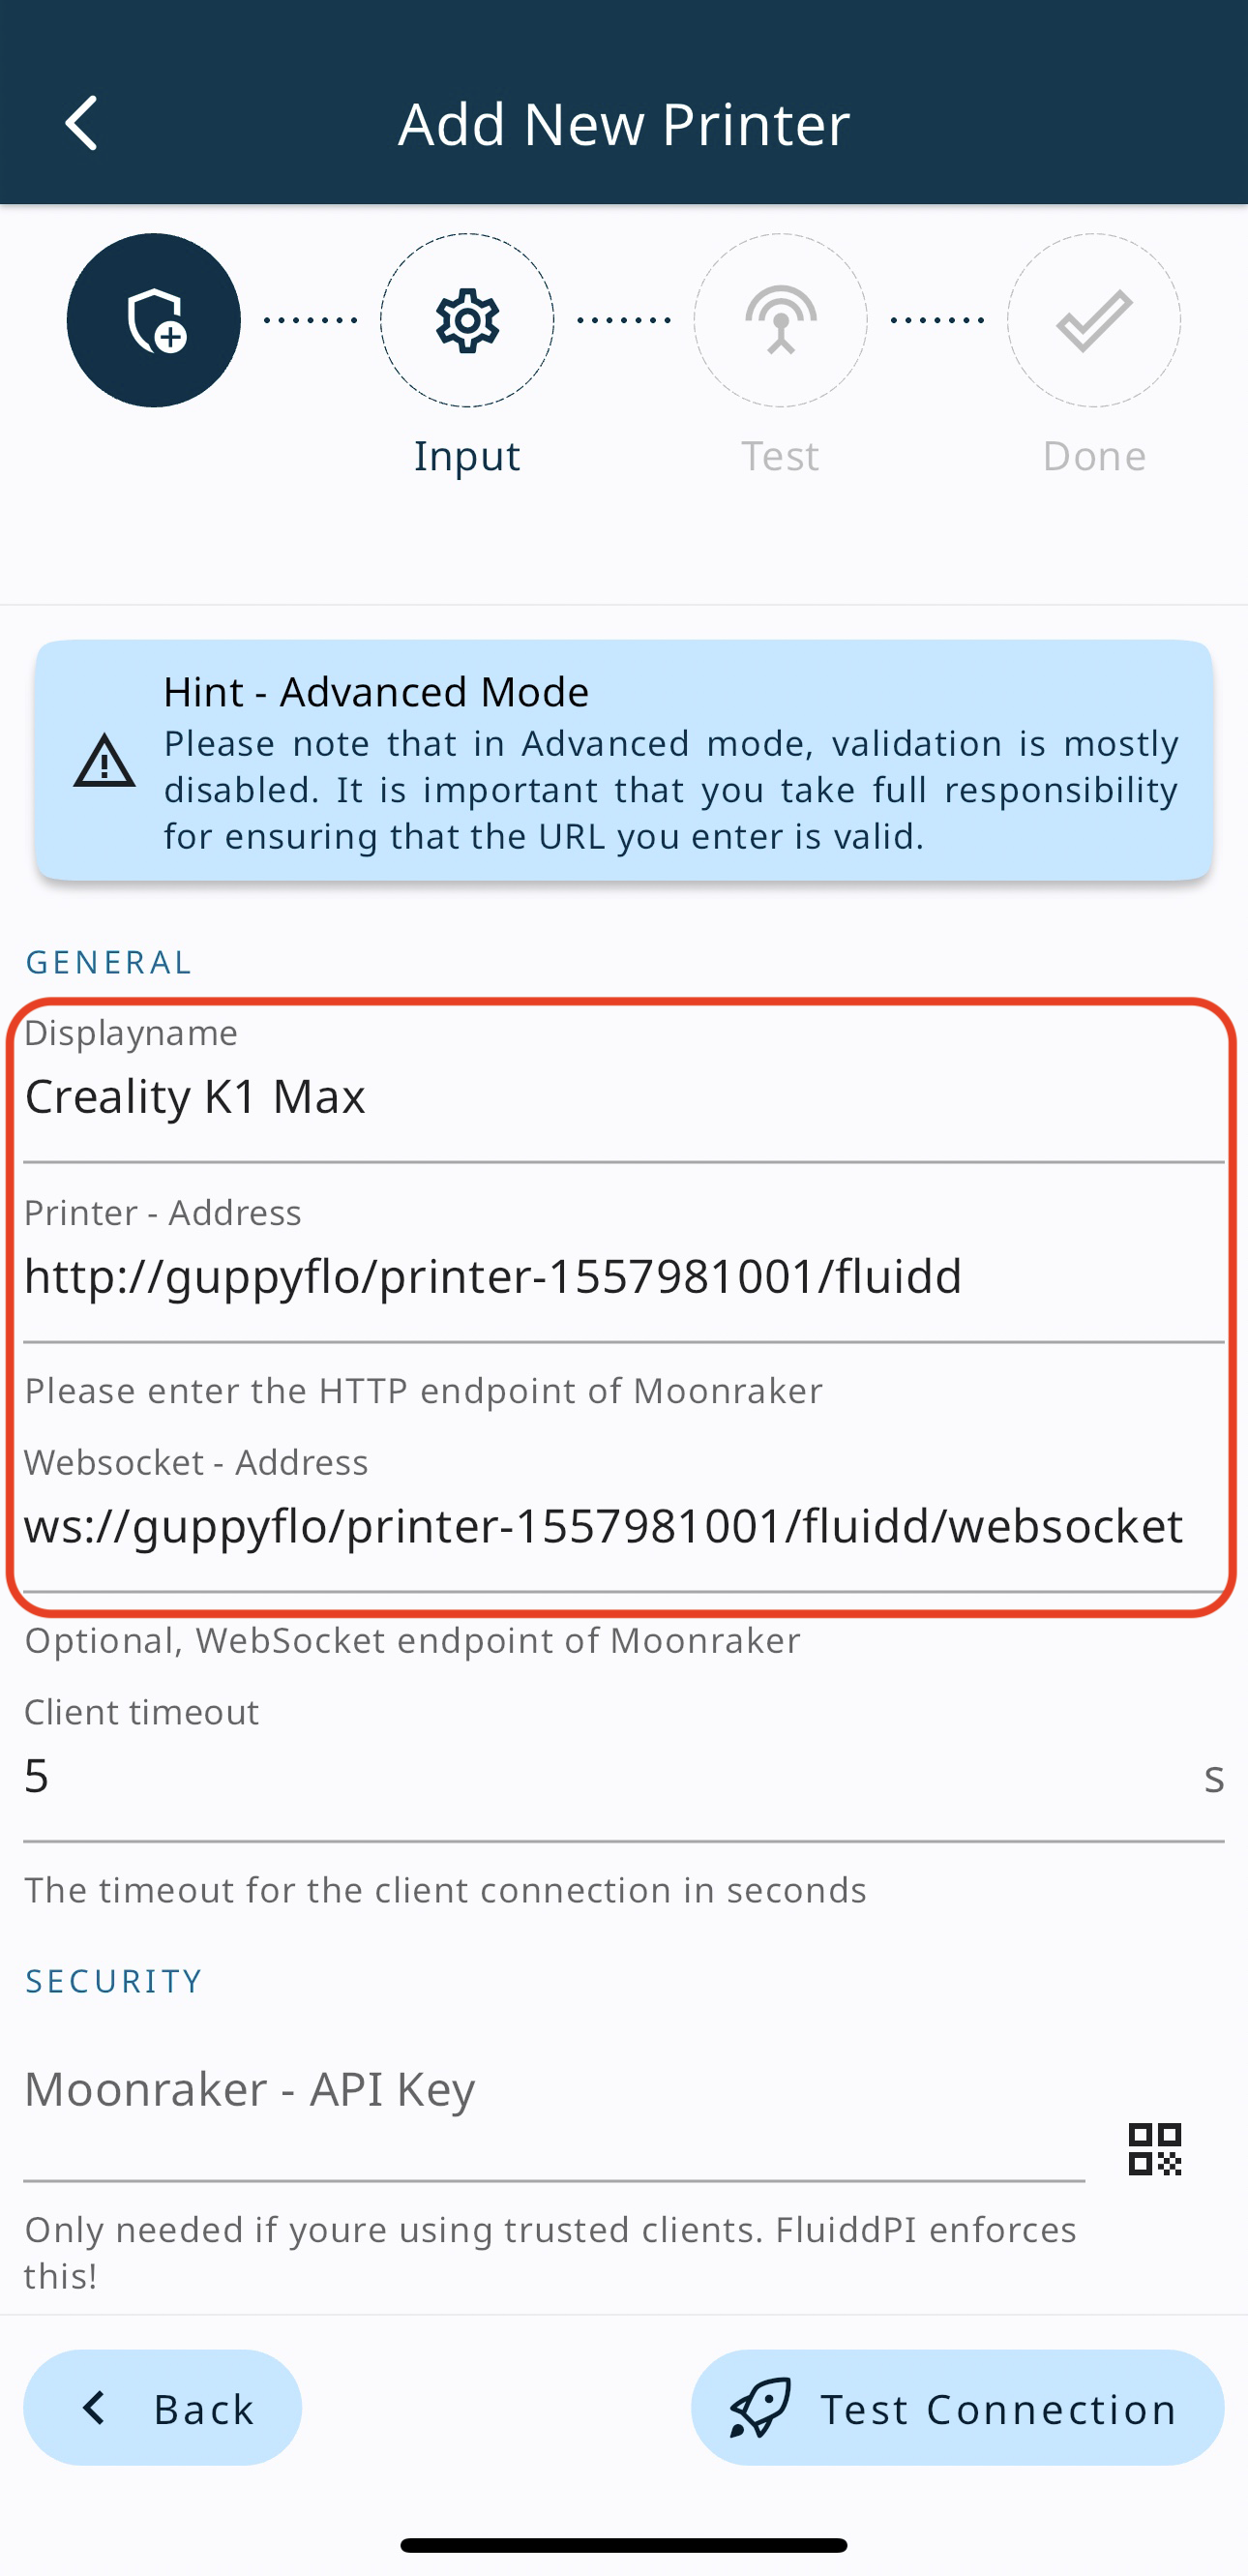 Add New Printer
Input
Test
Done
Hint - Advanced Mode
Please note that in Advanced mode, validation is mostly
disabled. It is important that you take full responsibility
for ensuring that the URL you enter is valid.
GENERAL
Displayname
Creality K1 Max
Printer - Address
http://guppyflo/printer-1557981001/fluidd
Please enter the HTTP endpoint of Moonraker
Websocket - Address
ws://guppyflo/printer-1557981001/fluidd/websocket
Optional, WebSocket endpoint of Moonraker
Client timeout
5 s
The timeout for the client connection in seconds
SECURITY
Moonraker - API Key
Only needed if youre using trusted clients. FluiddPI enforces
this!
Back
Test Connection